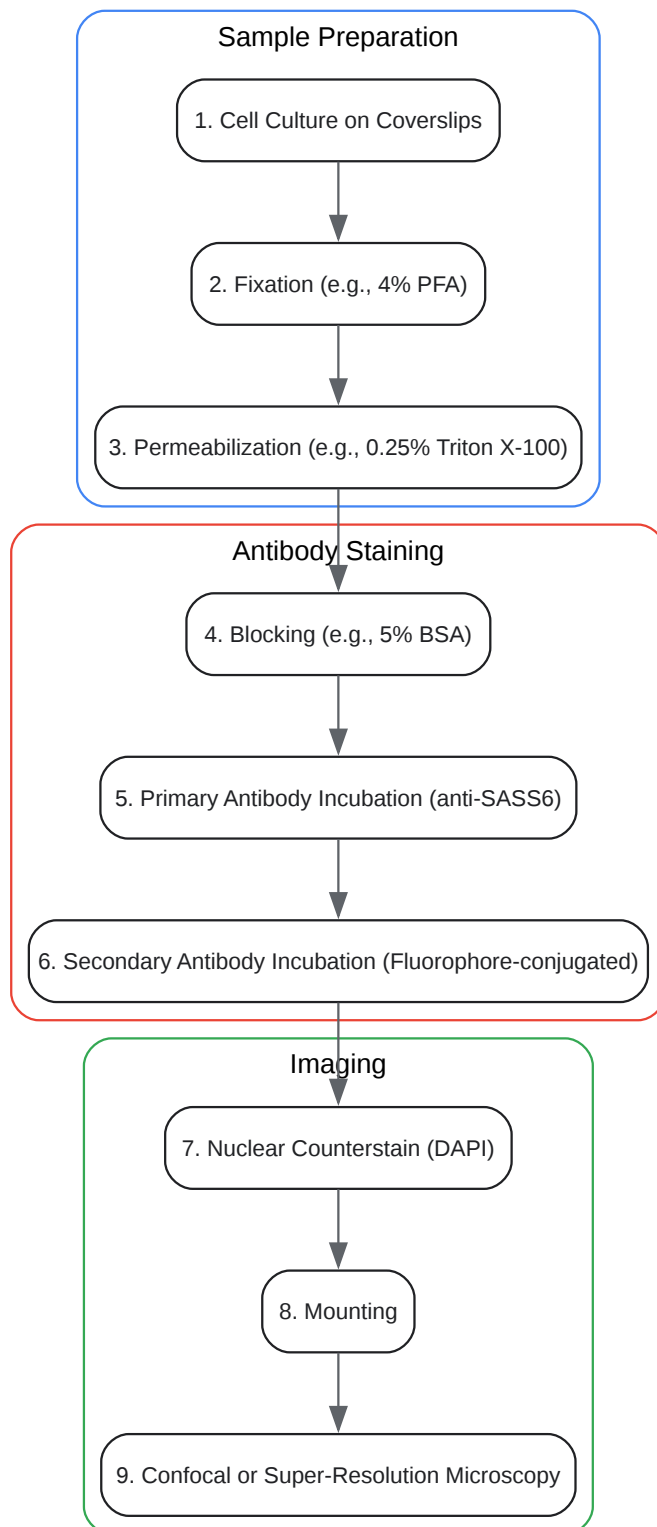 Sample Preparation
1. Cell Culture on Coverslips
2. Fixation (e.g., 4% PFA)
3. Permeabilization (e.g., 0.25% Triton X-100)
Antibody Staining
4. Blocking (e.g., 5% BSA)
5. Primary Antibody Incubation (anti-SASS6)
6. Secondary Antibody Incubation (Fluorophore-conjugated)
Imaging
7. Nuclear Counterstain (DAPI)
8. Mounting
9. Confocal or Super-Resolution Microscopy